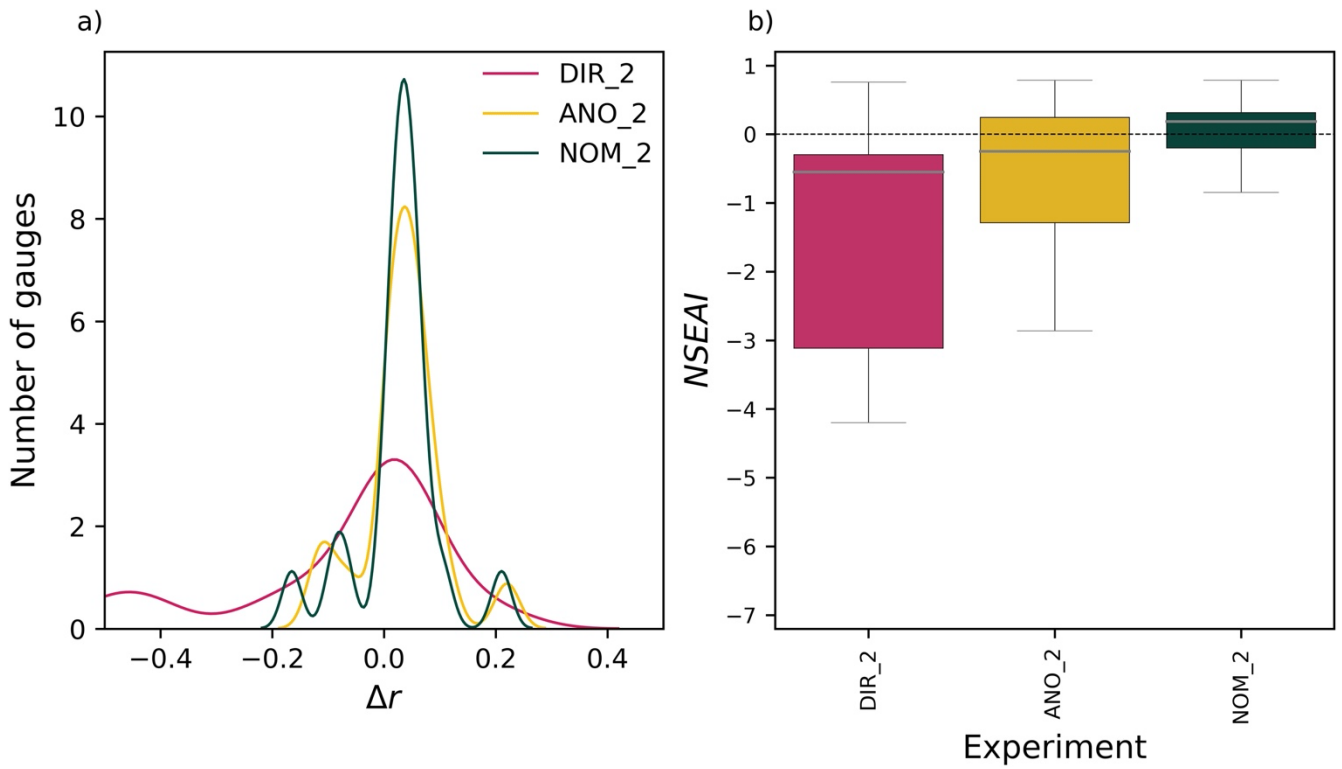 a)
Number of gauges
10
8
6
4
2
0
−0.4
−0.2
0.0
0.2
0.4
Δr
DIR_2
ANO_2
NOM_2
b)
NSEAI
1
0
−1
−2
−3
−4
−5
−6
−7
DIR_2
ANO_2
NOM_2
Experiment